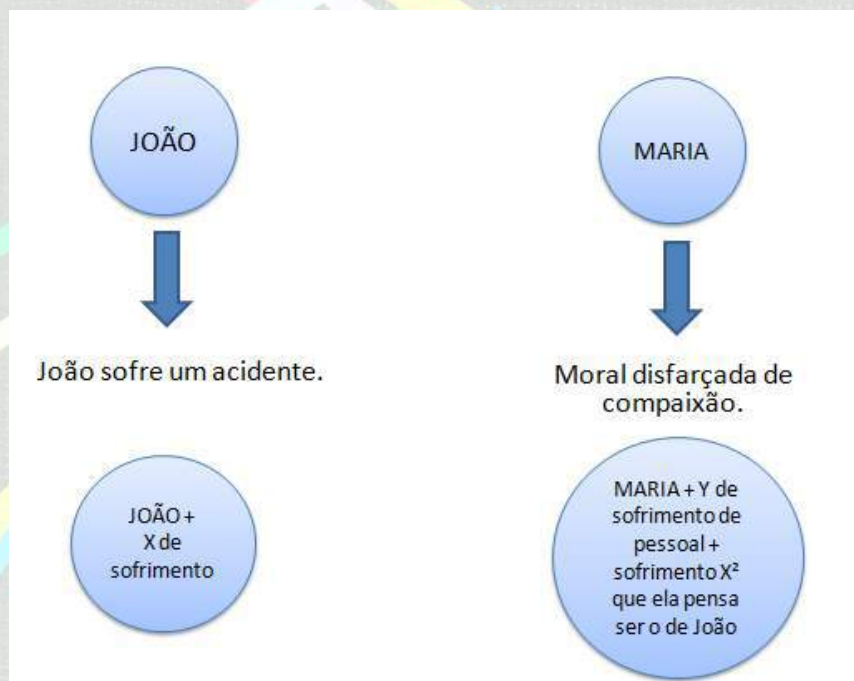 JOÃO
MARIA
João sofre um acidente.
Moral disfarçada de
compaixão.
JOÃO +
X de
sofrimento
MARIA + Y de
sofrimento de
pessoal +
sofrimento X²
que ela pensa
ser o de João